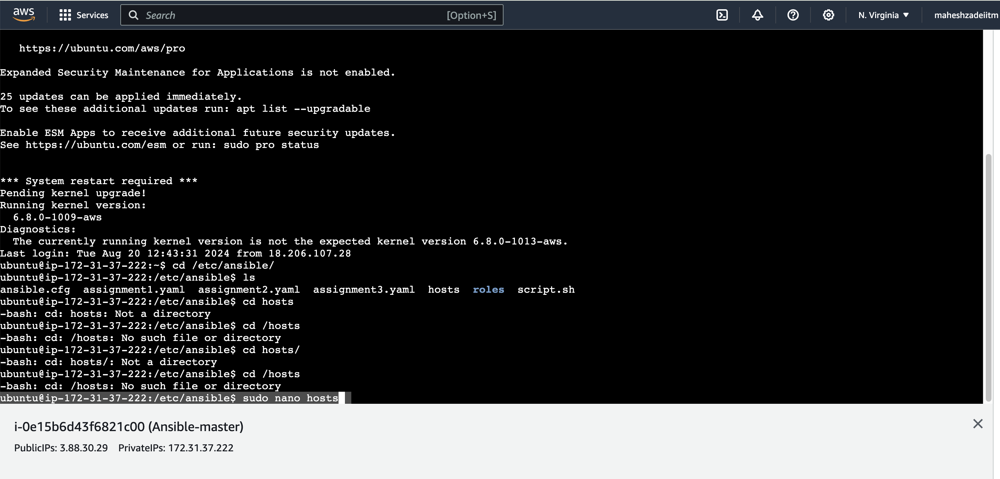 aws Services Search [Option+S] N. Virginia maheshzadeiitm
https://ubuntu.com/aws/pro
Expanded Security Maintenance for Applications is not enabled.
25 updates can be applied immediately.
To see these additional updates run: apt list --upgradable
Enable ESM Apps to receive additional future security updates.
See https://ubuntu.com/esm or run: sudo pro status
*** System restart required ***
Pending kernel upgrade!
Running kernel version:
  6.8.0-1009-aws
Diagnostics:
  The currently running kernel version is not the expected kernel version 6.8.0-1013-aws.
Last login: Tue Aug 20 12:43:31 2024 from 18.206.107.28
ubuntu@ip-172-31-37-222:~$ cd /etc/ansible/
ubuntu@ip-172-31-37-222:/etc/ansible$ ls
ansible.cfg  assignment1.yaml  assignment2.yaml  assignment3.yaml  hosts  roles  script.sh
ubuntu@ip-172-31-37-222:/etc/ansible$ cd hosts
-bash: cd: hosts: Not a directory
ubuntu@ip-172-31-37-222:/etc/ansible$ cd /hosts
-bash: cd: /hosts: No such file or directory
ubuntu@ip-172-31-37-222:/etc/ansible$ cd hosts/
-bash: cd: hosts/: Not a directory
ubuntu@ip-172-31-37-222:/etc/ansible$ cd /hosts
-bash: cd: /hosts: No such file or directory
ubuntu@ip-172-31-37-222:/etc/ansible$ sudo nano hosts
i-0e15b6d43f6821c00 (Ansible-master)
PublicIPs: 3.88.30.29 PrivateIPs: 172.31.37.222